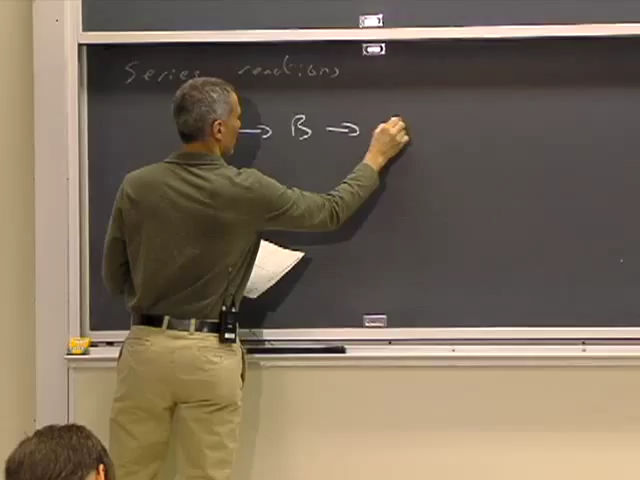 Series reactions
→ B →